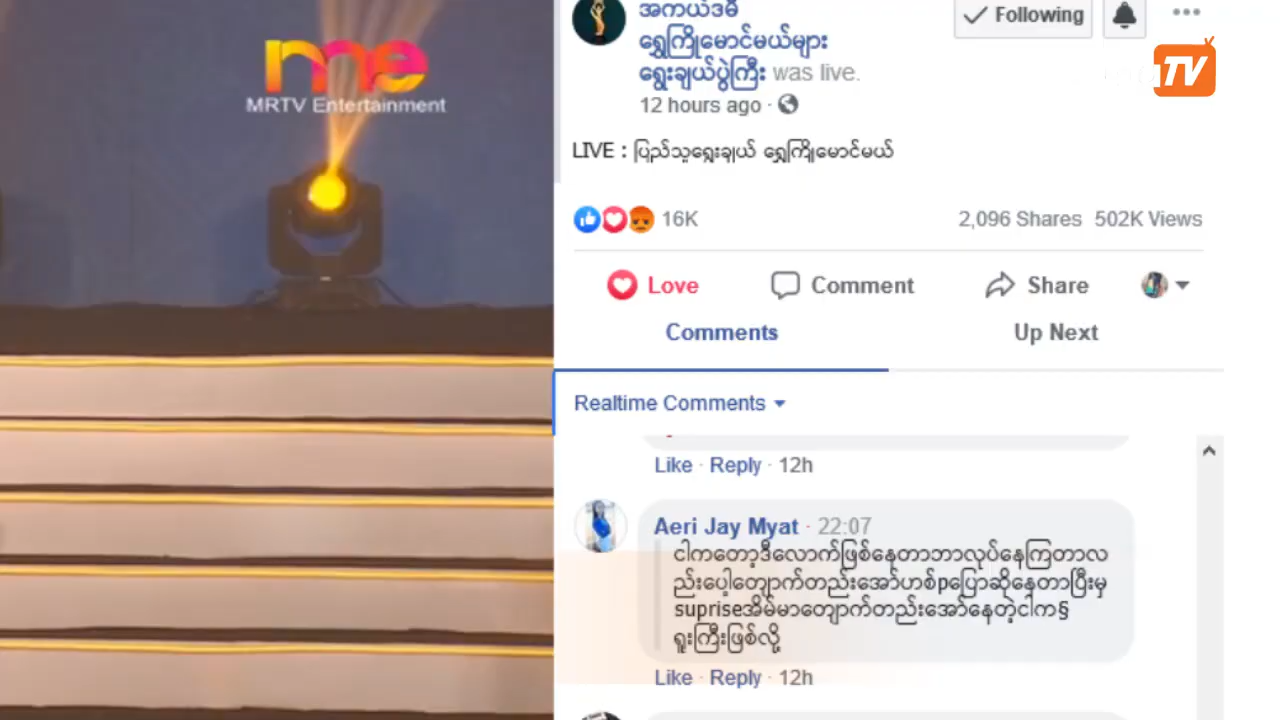 me
MRTV Entertainment
အကယ်ဒမီ
ရွှေကြိုမောင်မယ်များ
ရွေးချယ်ပွဲကြီး was live.
12 hours ago ·
Following
TV
LIVE : ပြည်သူ့ရွေးချယ် ရွှေကြိုမောင်မယ်
16K
2,096 Shares 502K Views
Love
Comment
Share
Comments
Up Next
Realtime Comments
Like · Reply · 12h
Aeri Jay Myat · 22:07
ငါကတော့ဒီလောက်ဖြစ်နေတာဘာလုပ်နေကြတာလ
ည်းပေါ့တျောက်တည်းအော်ဟစ်pပြောဆိုနေတာပြီးမှ
supriseအိမ်မာတျောက်တည်းအော်နေတဲ့ငါက§
ရူးကြီးဖြစ်လို့
Like · Reply · 12h